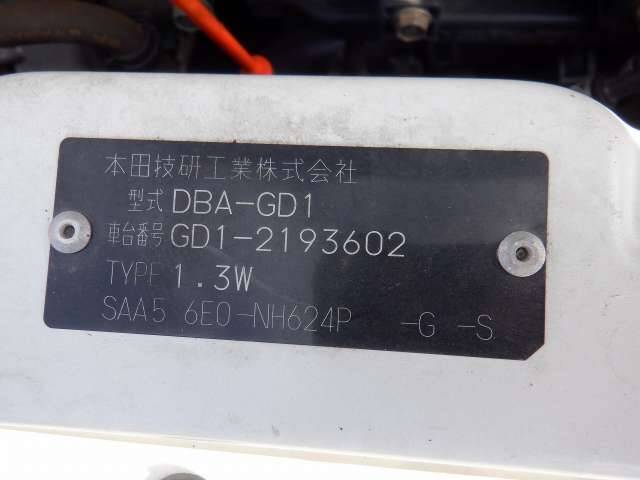 本田技研工業株式会社
型式 DBA-GD1
車台番号 GD1-2193602
TYPE 1.3W
SAA5 6E0-NH624P -G -S